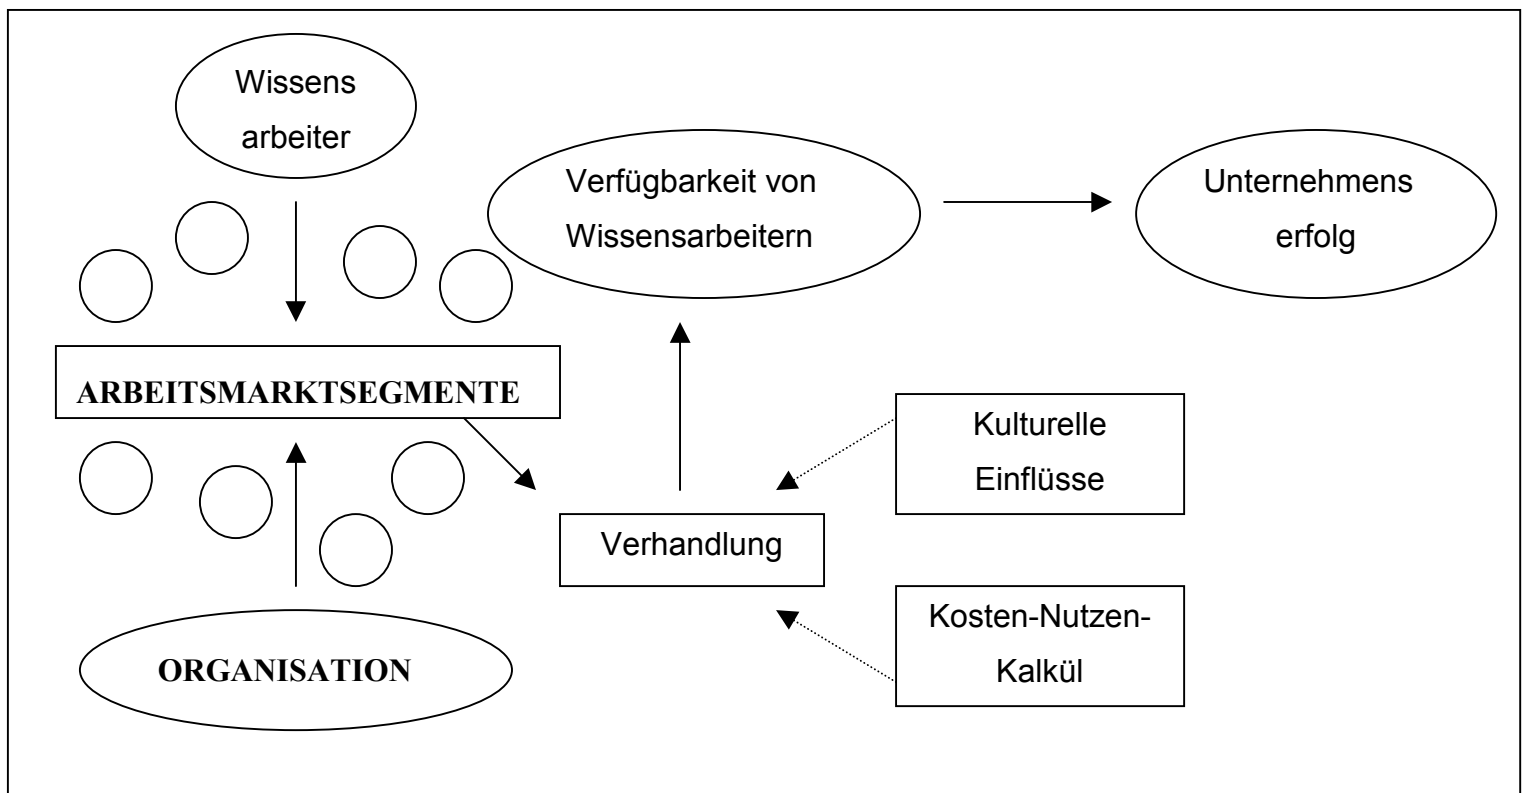 Wissens
arbeiter
Verfügbarkeit von
Wissensarbeitern
Unternehmens
erfolg
ARBEITSMARKTSEGMENTE
Kulturelle
Einflüsse
Verhandlung
Kosten-Nutzen-
Kalkül
ORGANISATION